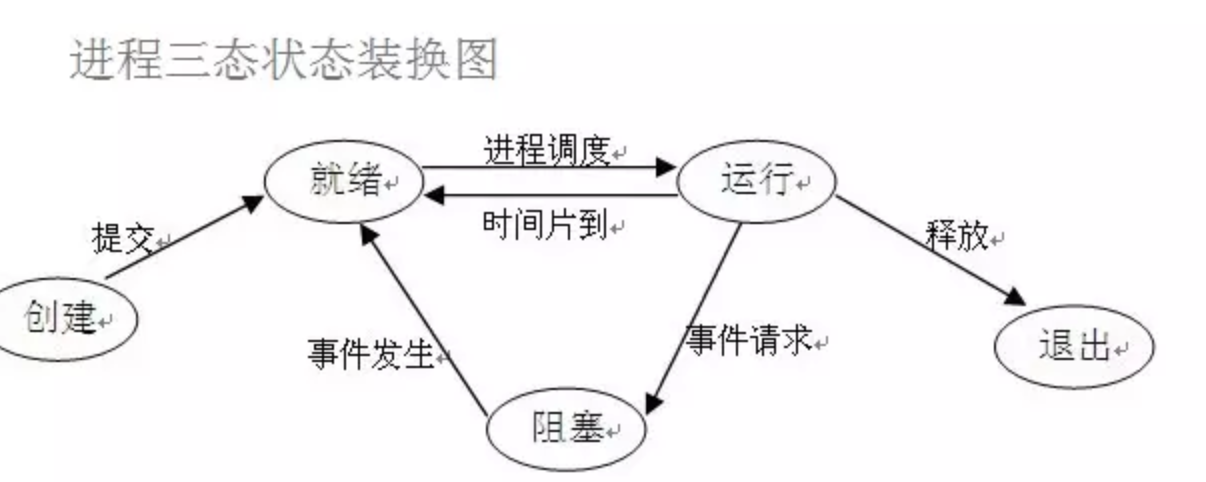 进程三态状态装换图
进程调度
就绪
运行
时间片到
提交
释放
创建
事件发生
事件请求
退出
阻塞